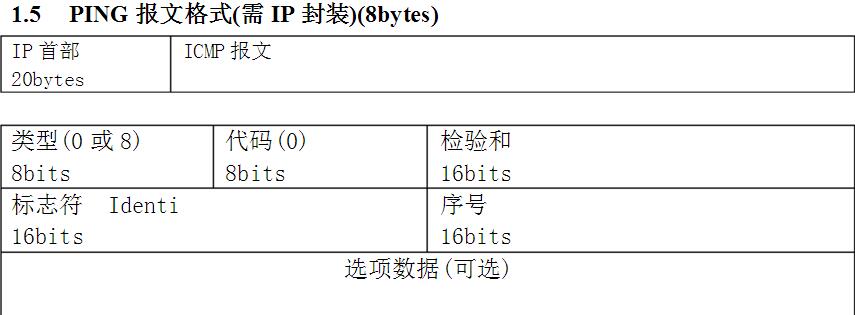 1.5 PING 报文格式(需 IP 封装)(8bytes)
IP 首部 ICMP 报文
20bytes
类型(0 或 8) 代码(0) 检验和
8bits 8bits 16bits
标志符 Identi 序号
16bits 16bits
选项数据(可选)